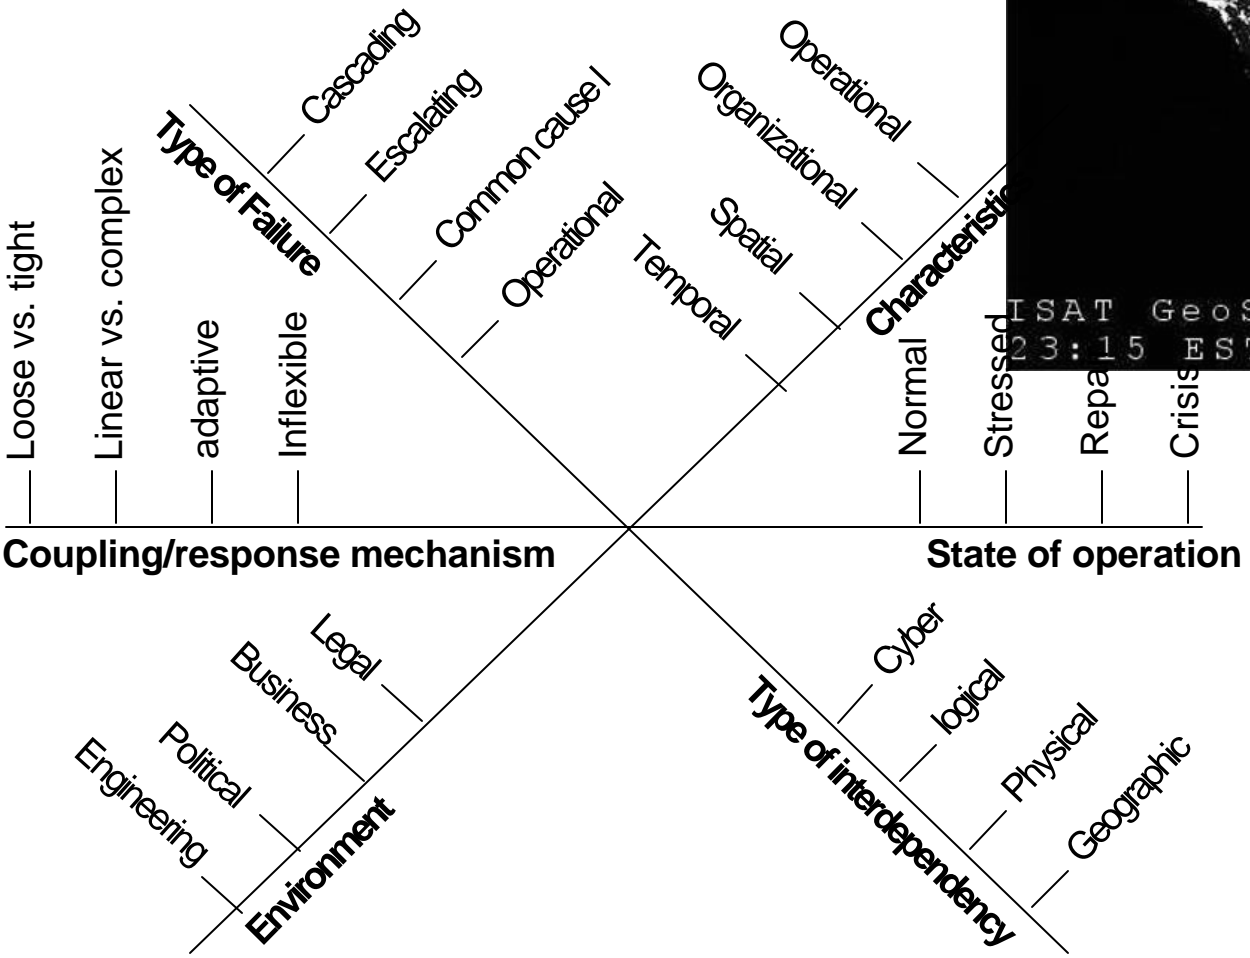 Cascading
Escalating
Common cause l
Operational
Type of Failure
Operational
Organizational
Spatial
Temporal
Characteristic
Loose vs. tight
Linear vs. complex
adaptive
Inflexible
Coupling/response mechanism
ISAT Geo
23:15 EST
Normal
Stressed
Repa
Crisis
State of operation
Legal
Business
Political
Engineering
Environment
Cyber
logical
Physical
Geographic
Type of interdependency